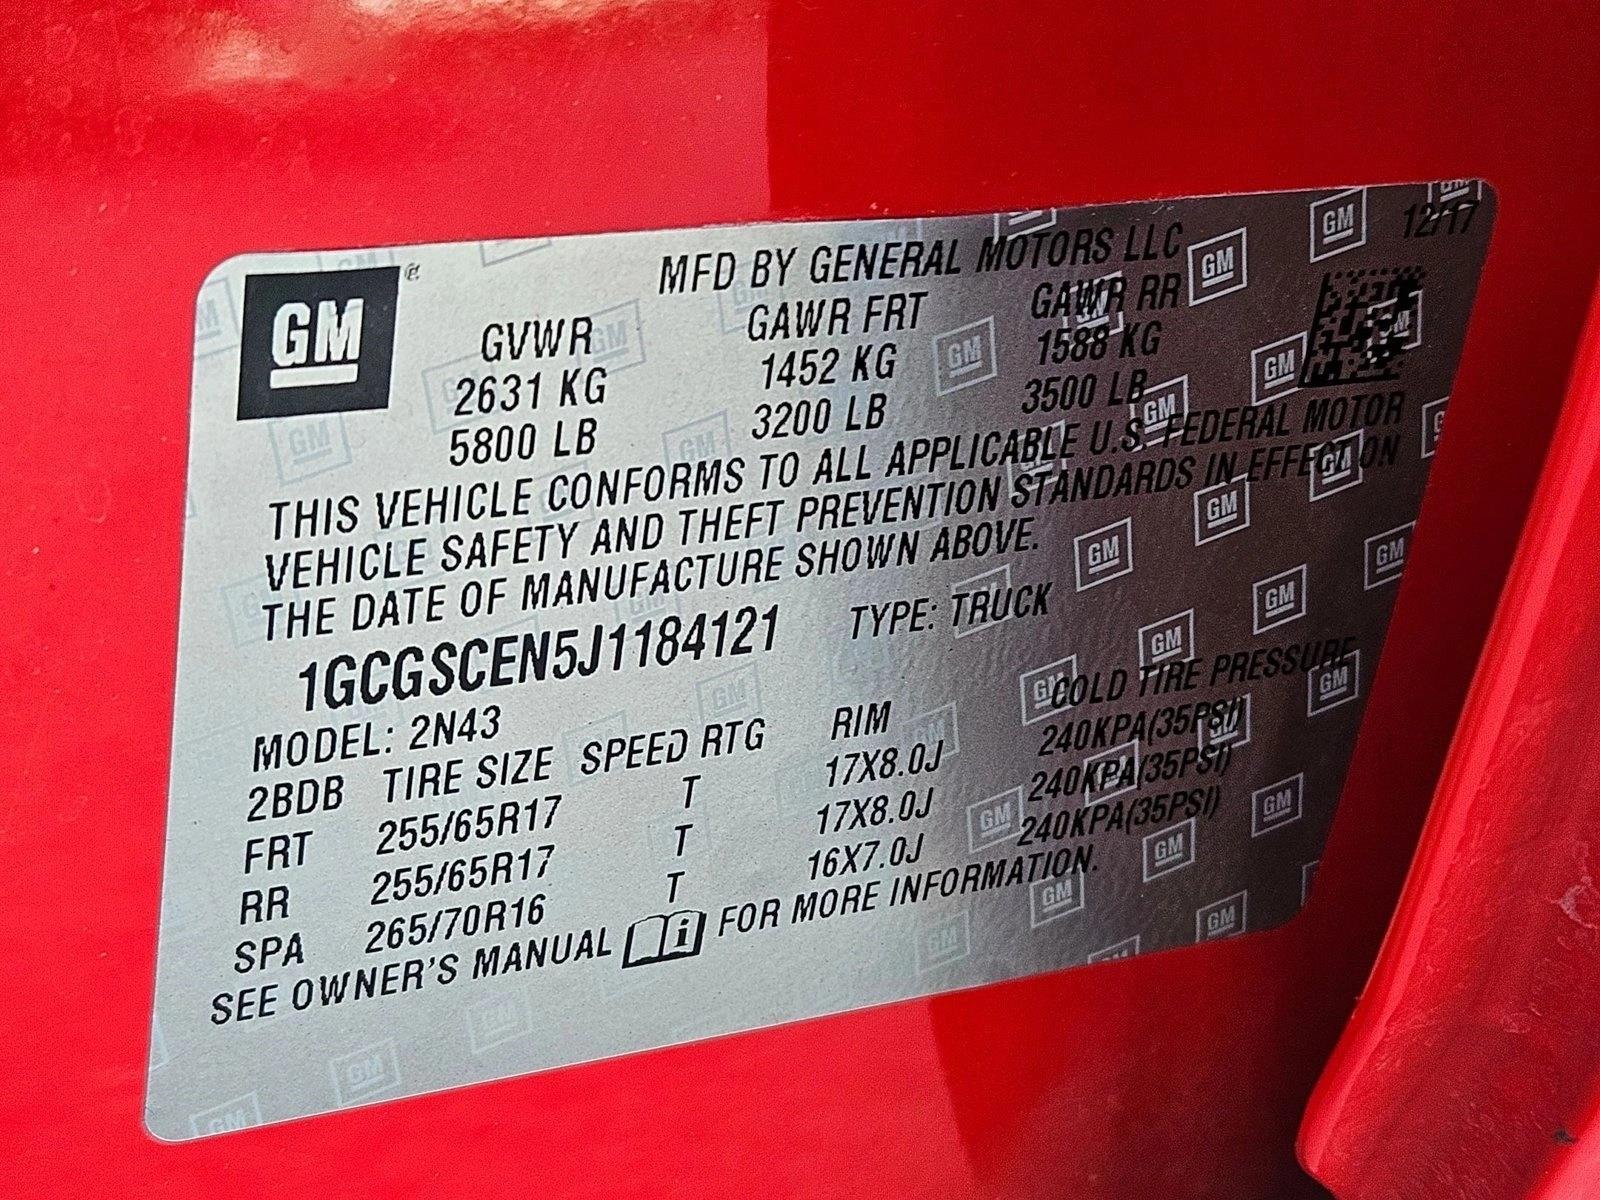 MFD BY GENERAL MOTORS LLC 12/17
GM
GVWR GAWR FRT GAWR RR
2631 KG 1452 KG 1588 KG
5800 LB 3200 LB 3500 LB
THIS VEHICLE CONFORMS TO ALL APPLICABLE U.S. FEDERAL MOTOR
VEHICLE SAFETY AND THEFT PREVENTION STANDARDS IN EFFECT ON
THE DATE OF MANUFACTURE SHOWN ABOVE.
1GCGSCEN5J1184121 TYPE: TRUCK
MODEL: 2N43
2BDB TIRE SIZE SPEED RTG RIM COLD TIRE PRESSURE
FRT 255/65R17 T 17X8.0J 240KPA(35PSI)
RR 255/65R17 T 17X8.0J 240KPA(35PSI)
SPA 265/70R16 T 16X7.0J 240KPA(35PSI)
SEE OWNER'S MANUAL FOR MORE INFORMATION.